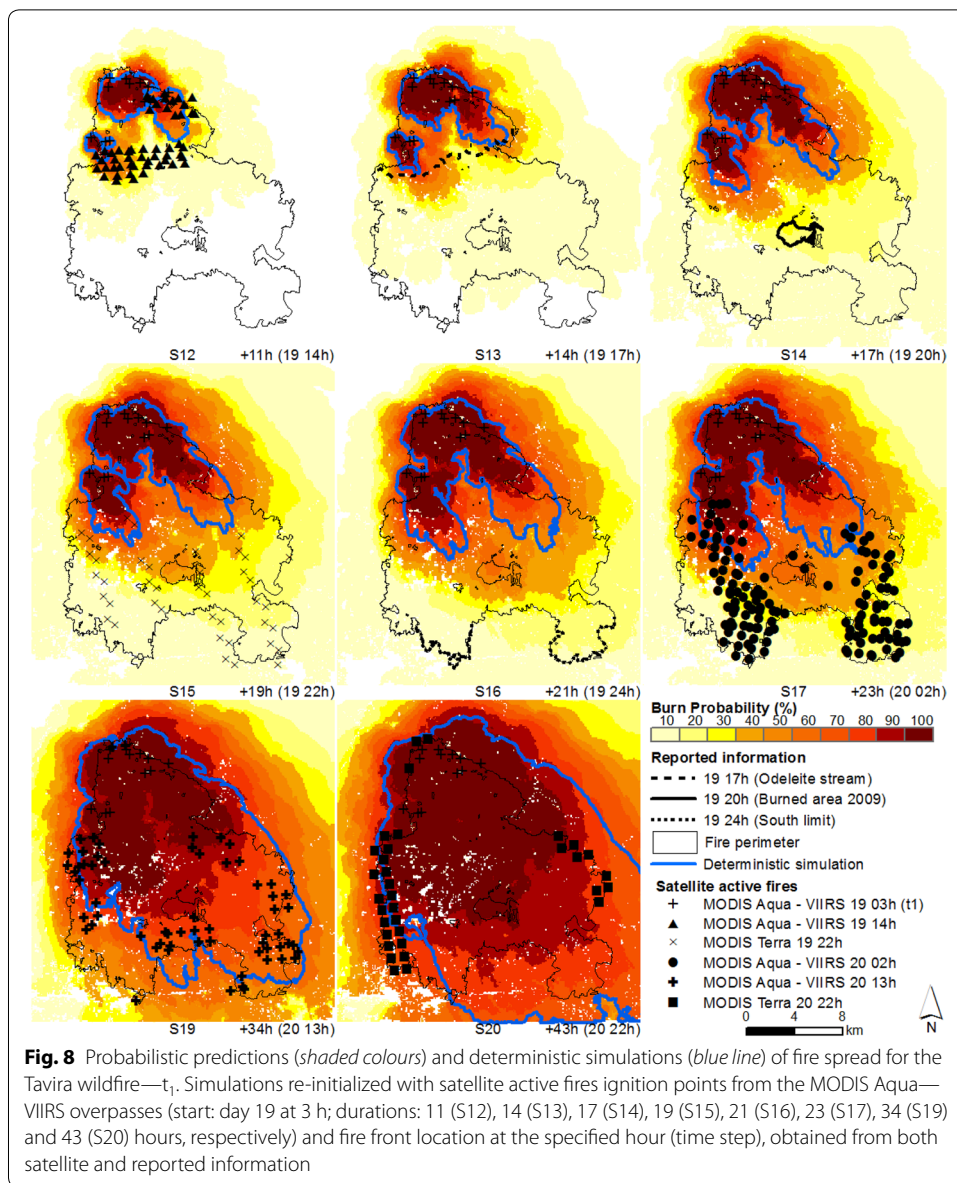 S12 +11h (19 14h)
S13 +14h (19 17h)
S14 +17h (19 20h)
S15 +19h (19 22h)
S16 +21h (19 24h)
S17 +23h (20 02h)
S19 +34h (20 13h)
S20 +43h (20 22h)
Burn Probability (%)
10 20 30 40 50 60 70 80 90 100
Reported information
19 17h (Odeleite stream)
19 20h (Burned area 2009)
19 24h (South limit)
Fire perimeter
Deterministic simulation
Satellite active fires
MODIS Aqua - VIIRS 19 03h (t1)
MODIS Aqua - VIIRS 19 14h
MODIS Terra 19 22h
MODIS Aqua - VIIRS 20 02h
MODIS Aqua - VIIRS 20 13h
MODIS Terra 20 22h
0 4 8
km
N
Fig. 8 Probabilistic predictions (shaded colours) and deterministic simulations (blue line) of fire spread for the
Tavira wildfire—t₁. Simulations re-initialized with satellite active fires ignition points from the MODIS Aqua—
VIIRS overpasses (start: day 19 at 3 h; durations: 11 (S12), 14 (S13), 17 (S14), 19 (S15), 21 (S16), 23 (S17), 34 (S19)
and 43 (S20) hours, respectively) and fire front location at the specified hour (time step), obtained from both
satellite and reported information